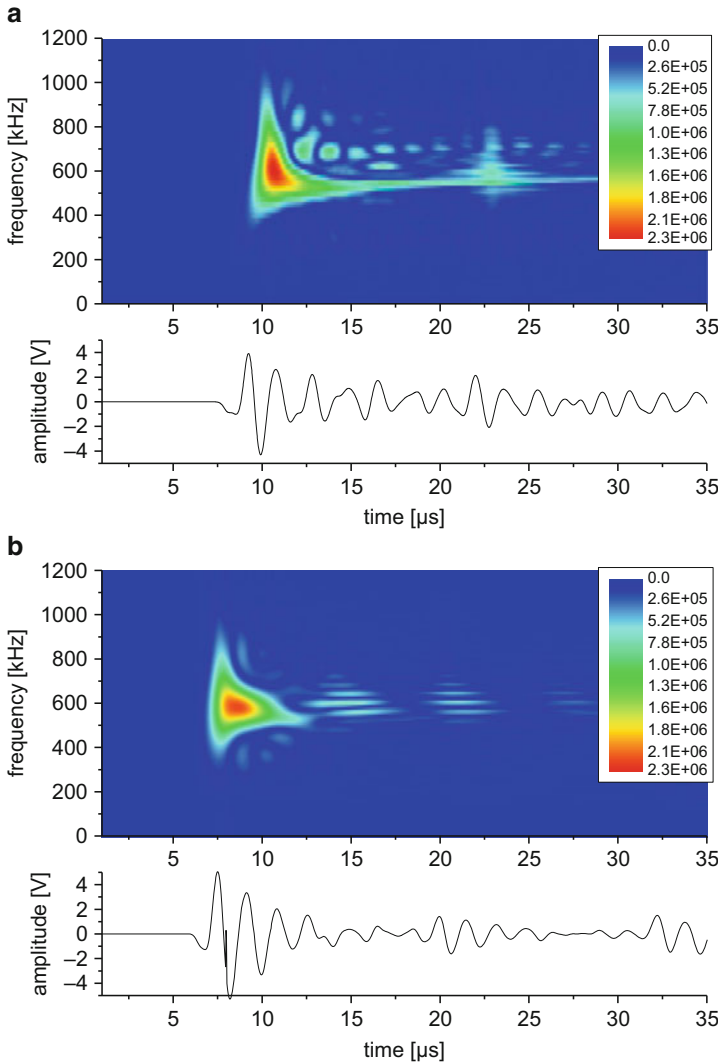 a
1200
1000
800
600
400
200
0
frequency [kHz]
0.0
2.6E+05
5.2E+05
7.8E+05
1.0E+06
1.3E+06
1.6E+06
1.8E+06
2.1E+06
2.3E+06
5 10 15 20 25 30 35
4
2
0
−2
−4
amplitude [V]
5 10 15 20 25 30 35
time [µs]
b
1200
1000
800
600
400
200
0
frequency [kHz]
0.0
2.6E+05
5.2E+05
7.8E+05
1.0E+06
1.3E+06
1.6E+06
1.8E+06
2.1E+06
2.3E+06
5 10 15 20 25 30 35
4
2
0
−2
−4
amplitude [V]
5 10 15 20 25 30 35
time [µs]